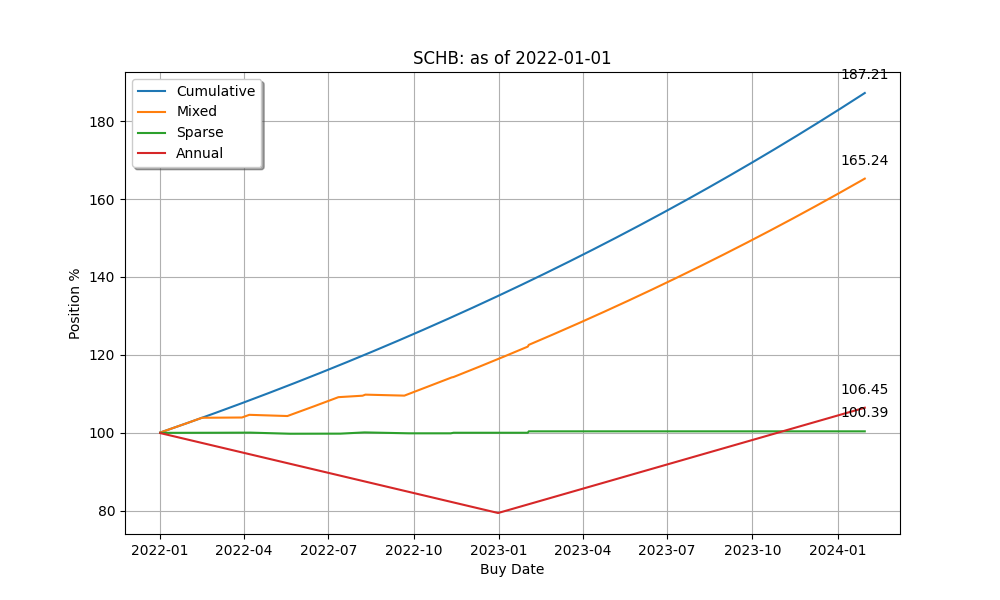 SCHB: as of 2022-01-01
187.21
Cumulative
Mixed
Sparse
Annual
180
165.24
160
Position %
140
120
106.45
100.39
100
80
2022-01 2022-04 2022-07 2022-10 2023-01 2023-04 2023-07 2023-10 2024-01
Buy Date